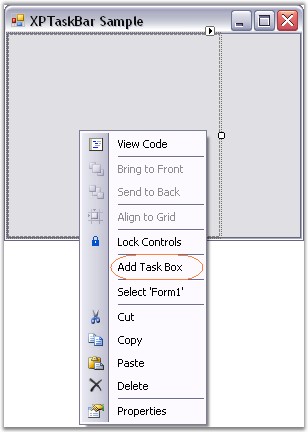 XPTaskBar Sample
View Code
Bring to Front
Send to Back
Align to Grid
Lock Controls
Add Task Box
Select 'Form1'
Cut
Copy
Paste
Delete
Properties